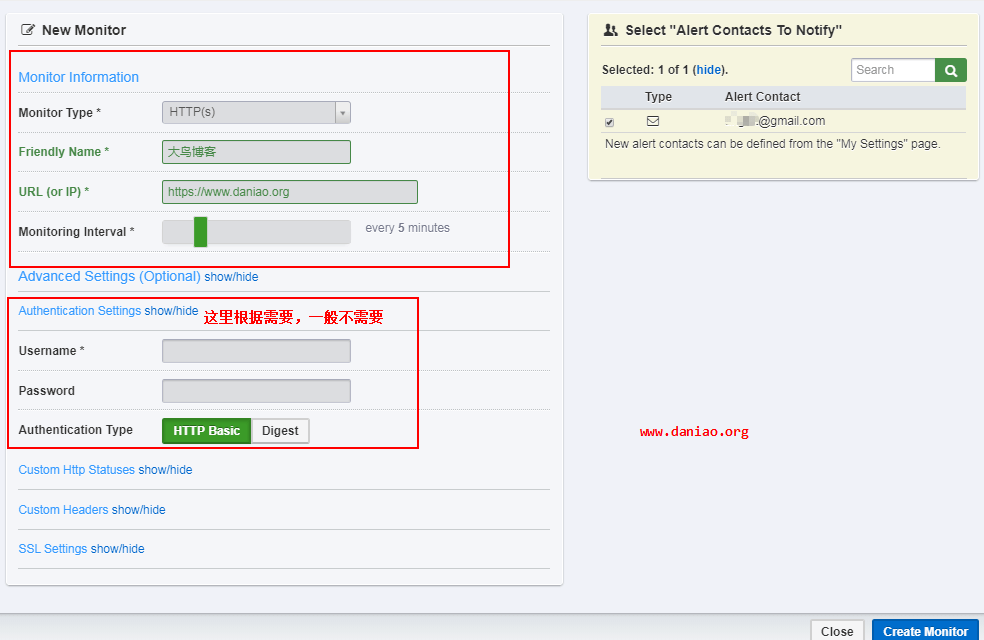 New Monitor
Monitor Information
Monitor Type *
HTTP(s)
Friendly Name *
大鸟博客
URL (or IP) *
https://www.daniao.org
Monitoring Interval *
every 5 minutes
Advanced Settings (Optional) show/hide
Authentication Settings show/hide
这里根据需要，一般不需要
Username *
Password
Authentication Type
HTTP Basic
Digest
Custom Http Statuses show/hide
Custom Headers show/hide
SSL Settings show/hide
Select "Alert Contacts To Notify"
Selected: 1 of 1 (hide).
Search
Type Alert Contact
@gmail.com
New alert contacts can be defined from the "My Settings" page.
www.daniao.org
Close
Create Monitor